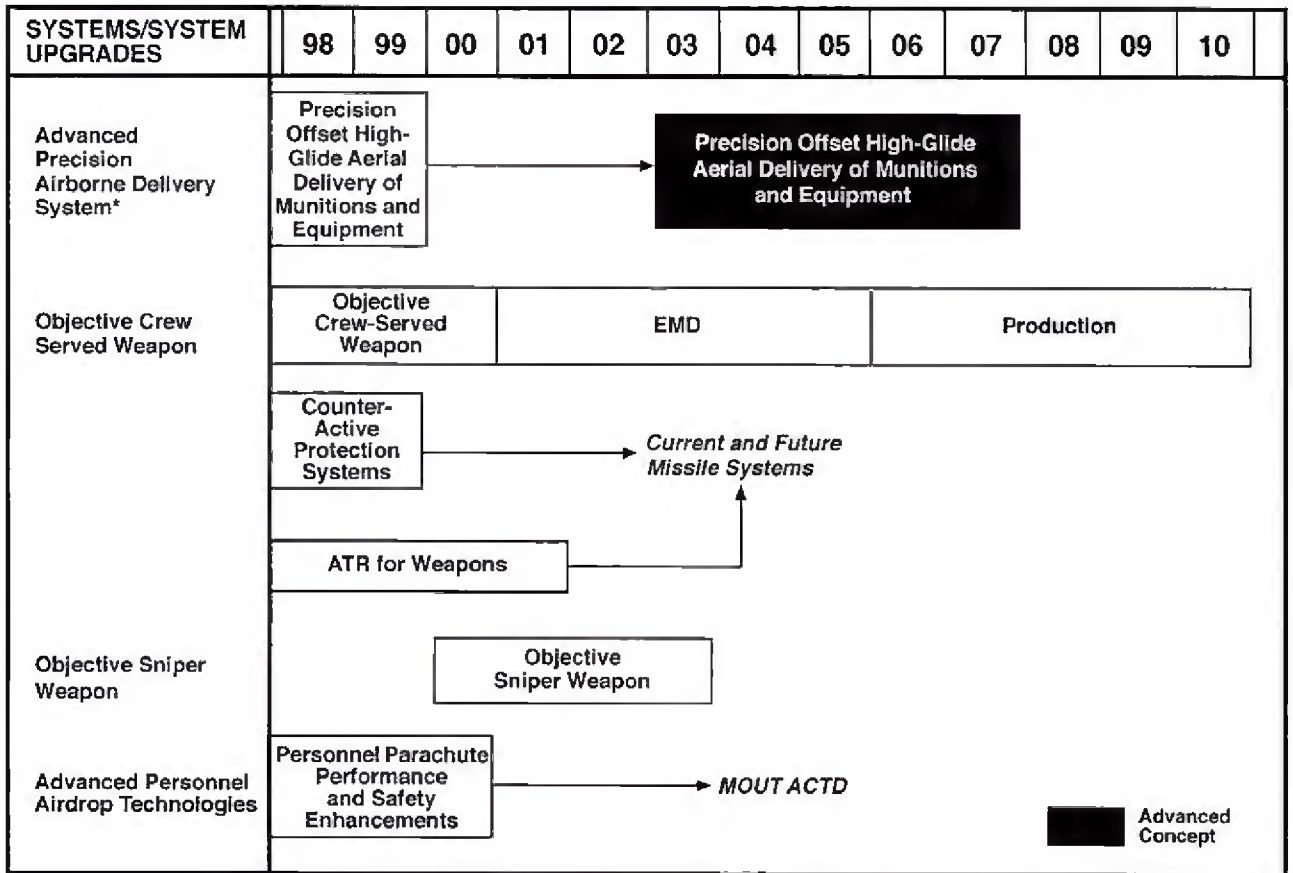 SYSTEMS/SYSTEM
UPGRADES
98 99 00 01 02 03 04 05 06 07 08 09 10
Advanced
Precision
Airborne Delivery
System*
Precision
Offset High-
Glide Aerial
Delivery of
Munitions and
Equipment
Precision Offset High-Glide
Aerial Delivery of Munitions
and Equipment
Objective Crew
Served Weapon
Objective
Crew-Served
Weapon
EMD
Production
Counter-
Active
Protection
Systems
Current and Future
Missile Systems
ATR for Weapons
Objective Sniper
Weapon
Objective
Sniper Weapon
Advanced Personnel
Airdrop Technologies
Personnel Parachute
Performance
and Safety
Enhancements
MOUT ACTD
Advanced
Concept